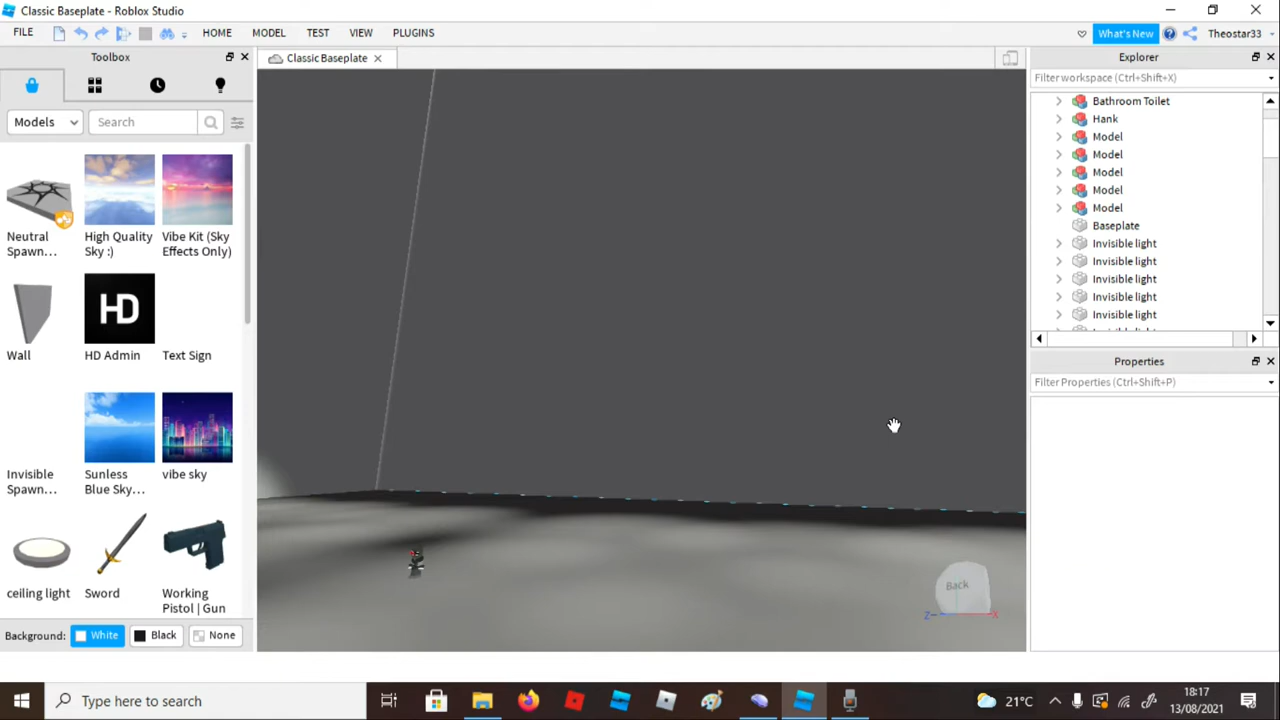 Classic Baseplate - Roblox Studio
FILE HOME MODEL TEST VIEW PLUGINS What's New Theostar33
Toolbox
Classic Baseplate
Explorer
Filter workspace (Ctrl+Shift+X)
Models Search
Bathroom Toilet
Hank
Model
Model
Model
Model
Model
Baseplate
Invisible light
Invisible light
Invisible light
Invisible light
Invisible light
Neutral Spawn...
High Quality Sky :)
Vibe Kit (Sky Effects Only)
HD
Wall
HD Admin
Text Sign
Properties
Filter Properties (Ctrl+Shift+P)
Invisible Spawn...
Sunless Blue Sky...
vibe sky
ceiling light
Sword
Working Pistol | Gun
Back
Z
X
Background: White Black None
Type here to search
21°C
18:17
13/08/2021